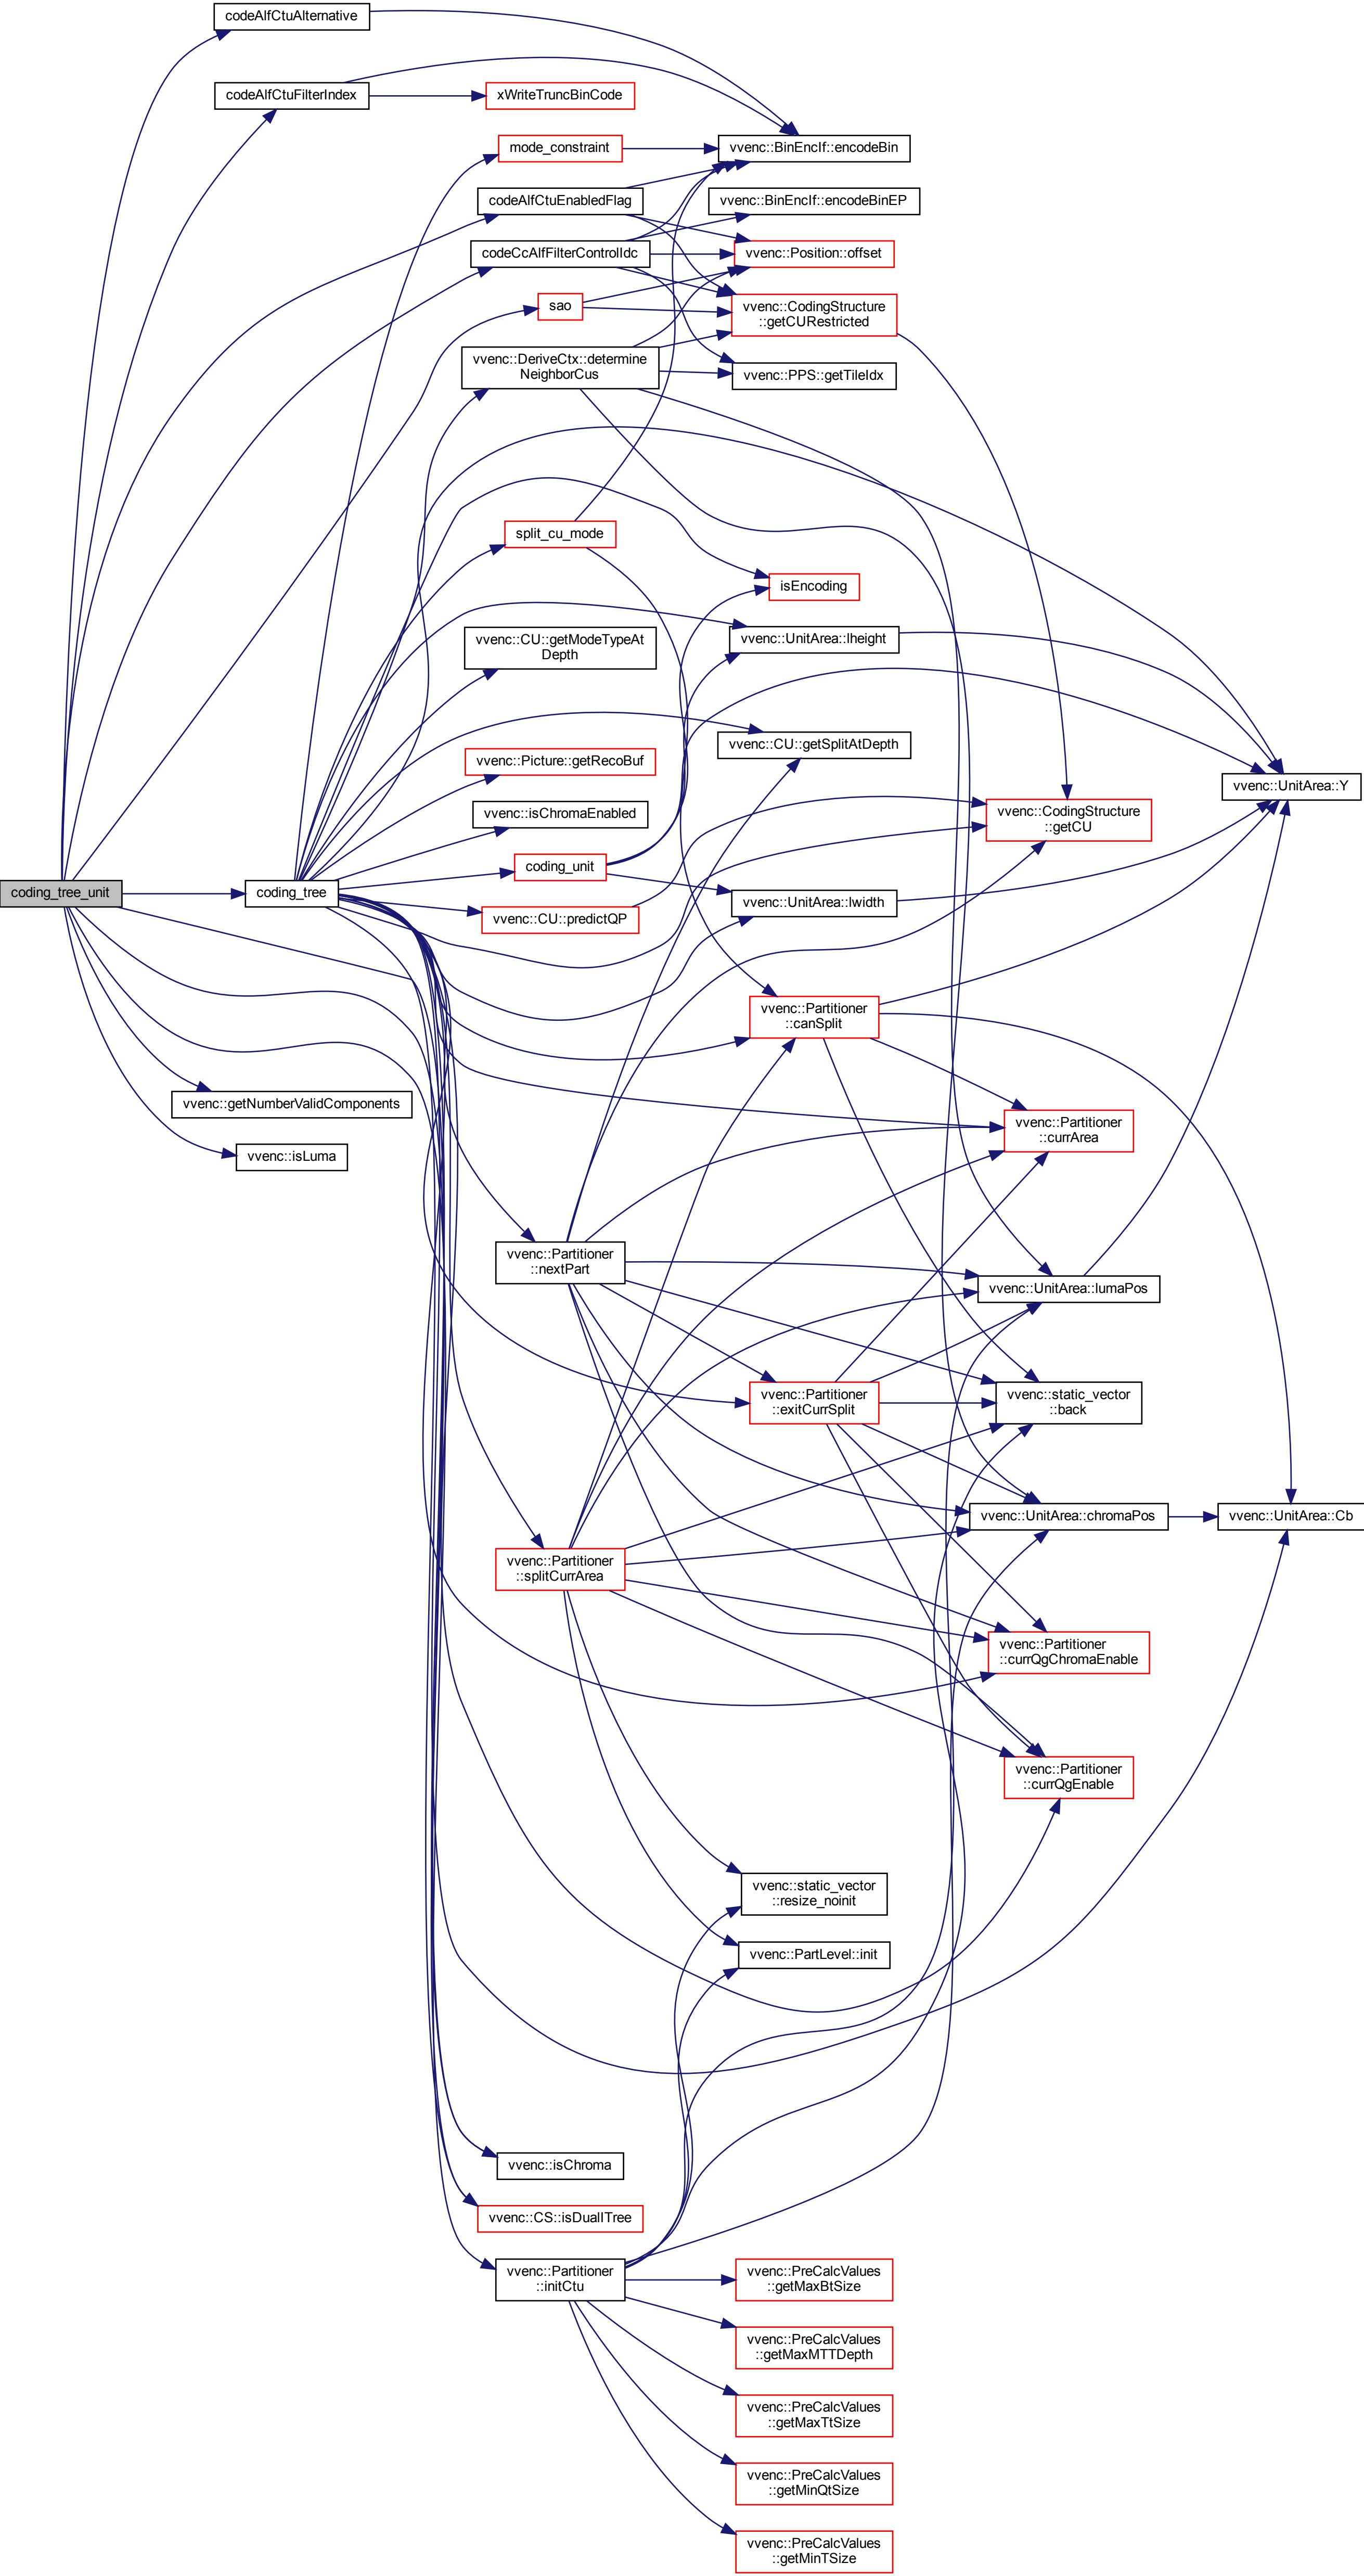 codeAlfCtuAlternative
codeAlfCtuFilterIndex
xWriteTruncBinCode
mode_constraint
vvenc::BinEncIf::encodeBin
codeAlfCtuEnabledFlag
vvenc::BinEncIf::encodeBinEP
codeCcAlfFilterControlIdc
vvenc::Position::offset
sao
vvenc::CodingStructure
::getCURestricted
vvenc::DeriveCtx::determine
NeighborCus
vvenc::PPS::getTileIdx
split_cu_mode
isEncoding
vvenc::CU::getModeTypeAt
Depth
vvenc::UnitArea::lheight
vvenc::CU::getSplitAtDepth
vvenc::Picture::getRecoBuf
vvenc::UnitArea::Y
vvenc::isChromaEnabled
vvenc::CodingStructure
::getCU
coding_unit
coding_tree_unit
coding_tree
vvenc::UnitArea::lwidth
vvenc::CU::predictQP
vvenc::Partitioner
::canSplit
vvenc::getNumberValidComponents
vvenc::Partitioner
::currArea
vvenc::isLuma
vvenc::Partitioner
::nextPart
vvenc::UnitArea::lumaPos
vvenc::Partitioner
::exitCurrSplit
vvenc::static_vector
::back
vvenc::UnitArea::chromaPos
vvenc::UnitArea::Cb
vvenc::Partitioner
::splitCurrArea
vvenc::Partitioner
::currQgChromaEnable
vvenc::Partitioner
::currQgEnable
vvenc::static_vector
::resize_noinit
vvenc::PartLevel::init
vvenc::isChroma
vvenc::CS::isDualITree
vvenc::Partitioner
::initCtu
vvenc::PreCalcValues
::getMaxBtSize
vvenc::PreCalcValues
::getMaxMTTDepth
vvenc::PreCalcValues
::getMaxTtSize
vvenc::PreCalcValues
::getMinQtSize
vvenc::PreCalcValues
::getMinTSize